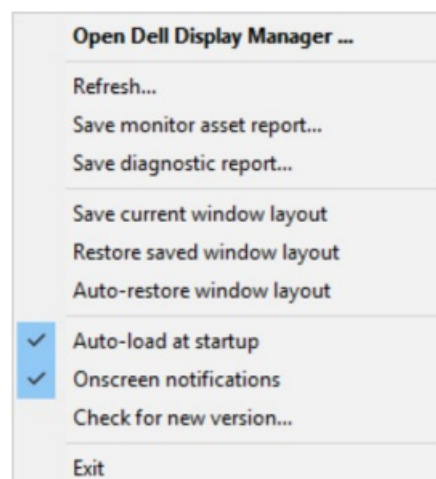 Open Dell Display Manager ...
Refresh...
Save monitor asset report...
Save diagnostic report...
Save current window layout
Restore saved window layout
Auto-restore window layout
Auto-load at startup
Onscreen notifications
Check for new version...
Exit